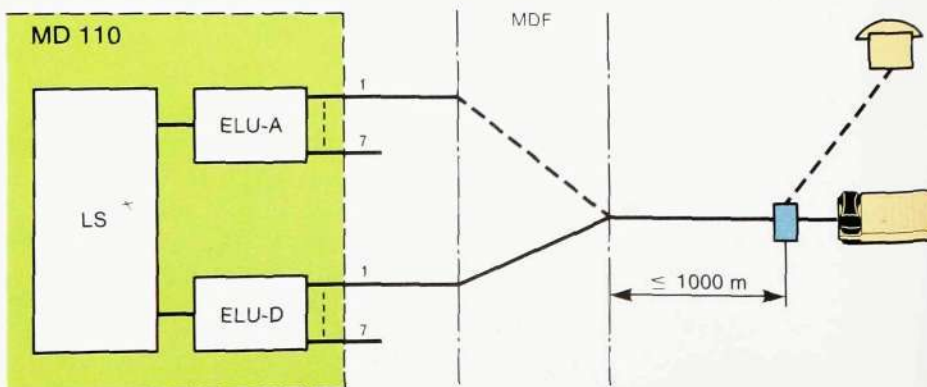 MD 110
MDF
1
ELU-A
7
LS
1
≤ 1000 m
ELU-D
7